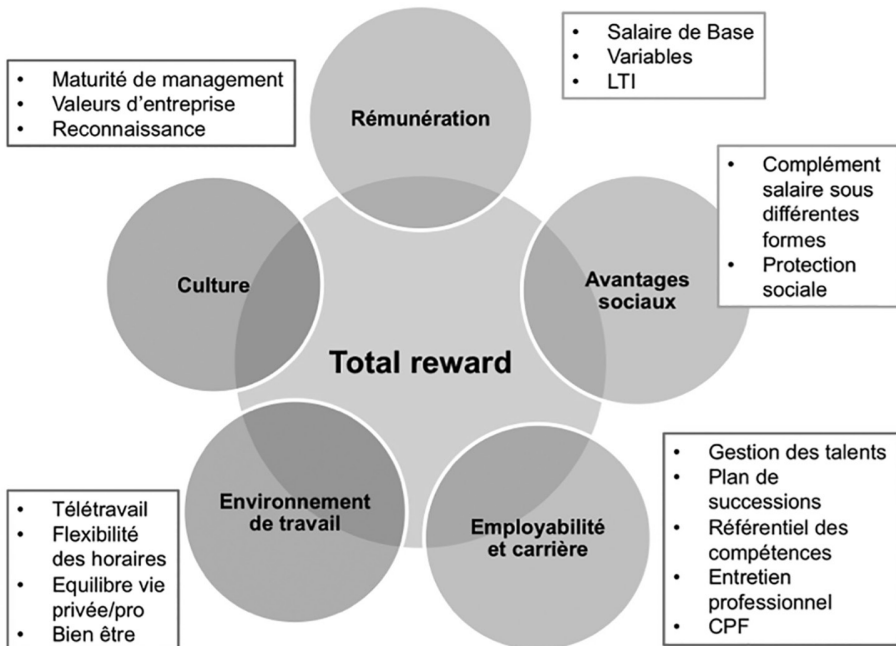 • Salaire de Base
• Variables
• LTI
• Maturité de management
• Valeurs d'entreprise
• Reconnaissance
Rémunération
• Complément
salaire sous
différentes
formes
• Protection
sociale
Culture
Avantages
sociaux
Total reward
• Gestion des talents
• Plan de
successions
• Référentiel des
compétences
• Entretien
professionnel
• CPF
Environnement
de travail
Employabilité
et carrière
• Télétravail
• Flexibilité
des horaires
• Equilibre vie
privée/pro
• Bien être